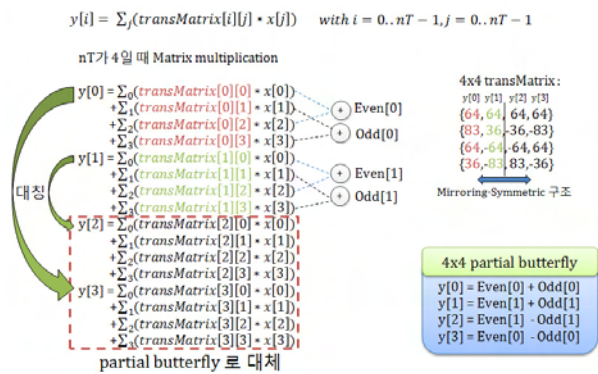 y[i] = ∑j(transMatrix[i][j] * x[j]) with i = 0..nT − 1, j = 0..nT − 1
nT가 4일 때 Matrix multiplication
y[0] = ∑0(transMatrix[0][0] * x[0])
+∑1(transMatrix[0][1] * x[1])
+∑2(transMatrix[0][2] * x[2])
+∑3(transMatrix[0][3] * x[3])
y[1] = ∑0(transMatrix[1][0] * x[0])
+∑1(transMatrix[1][1] * x[1])
+∑2(transMatrix[1][2] * x[2])
+∑3(transMatrix[1][3] * x[3])
y[2] = ∑0(transMatrix[2][0] * x[0])
+∑1(transMatrix[2][1] * x[1])
+∑2(transMatrix[2][2] * x[2])
+∑3(transMatrix[2][3] * x[3])
y[3] = ∑0(transMatrix[3][0] * x[0])
+∑1(transMatrix[3][1] * x[1])
+∑2(transMatrix[3][2] * x[2])
+∑3(transMatrix[3][3] * x[3])
대칭
partial butterfly 로 대체
+ Even[0]
+ Odd[0]
+ Even[1]
+ Odd[1]
4x4 transMatrix :
y[0] y[1] y[2] y[3]
{64, 64, 64, 64}
{83, 36, -36, -83}
{64, -64, -64, 64}
{36, -83, 83, -36}
Mirroring-Symmetric 구조
4x4 partial butterfly
y[0] = Even[0] + Odd[0]
y[1] = Even[1] + Odd[1]
y[2] = Even[1] - Odd[1]
y[3] = Even[0] - Odd[0]